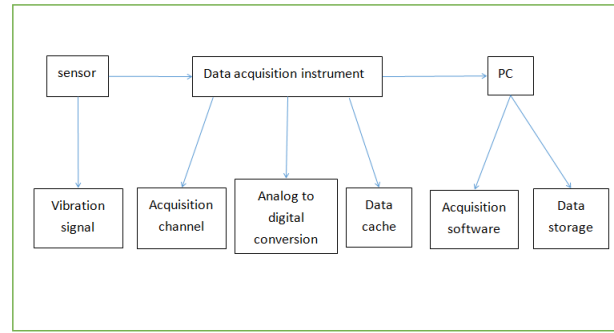 sensor
Data acquisition instrument
PC
Vibration
signal
Acquisition
channel
Analog to
digital
conversion
Data
cache
Acquisition
software
Data
storage